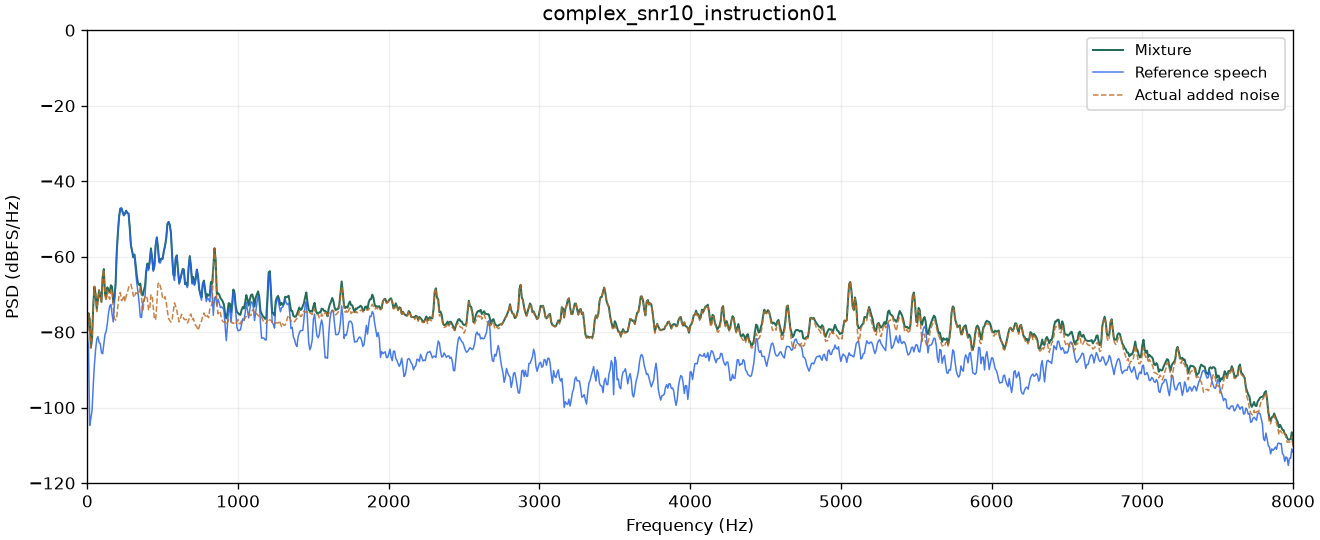 complex_snr10_instruction01
PSD (dBFS/Hz)
0
−20
−40
−60
−80
−100
−120
Mixture
Reference speech
Actual added noise
0 1000 2000 3000 4000 5000 6000 7000 8000
Frequency (Hz)